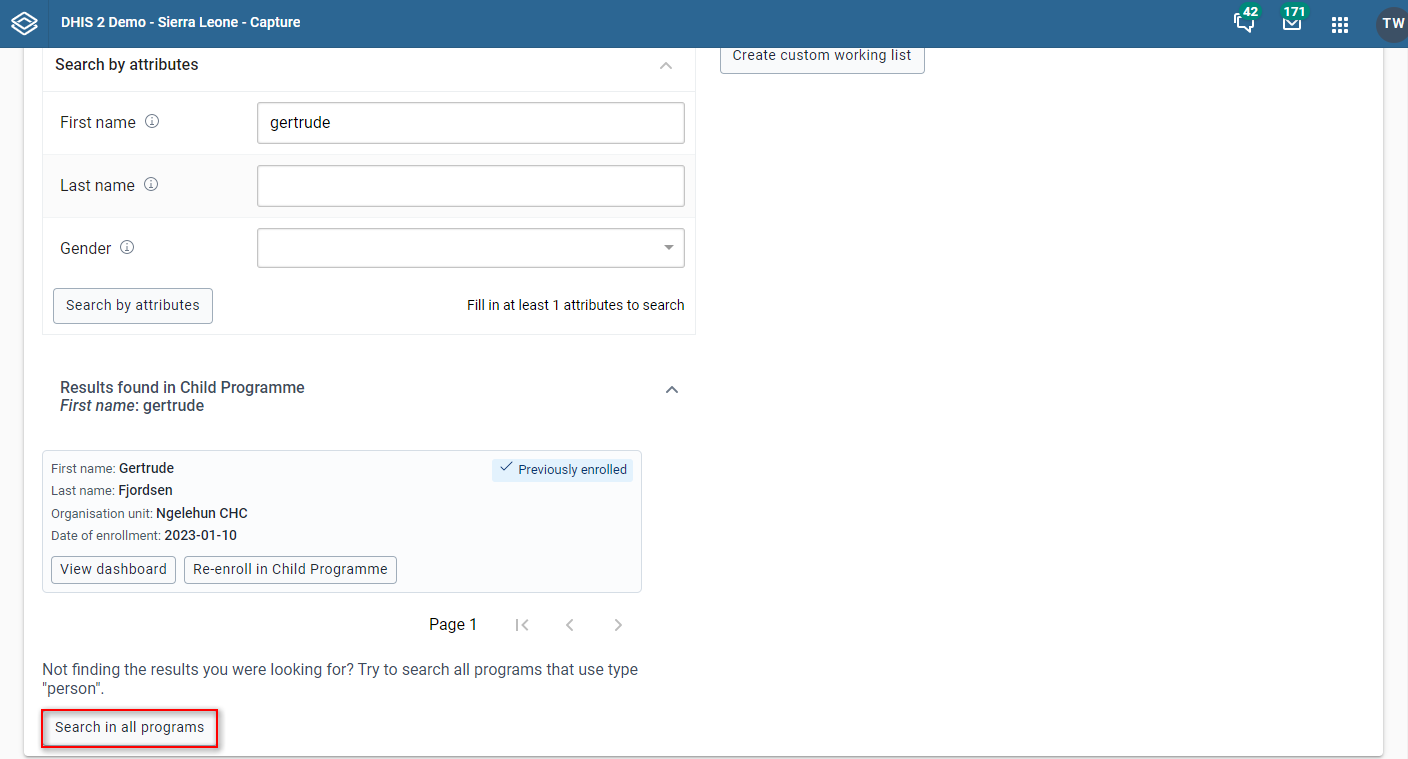 DHIS 2 Demo - Sierra Leone - Capture
42
171
TW
Search by attributes
Create custom working list
First name
gertrude
Last name
Gender
Search by attributes
Fill in at least 1 attributes to search
Results found in Child Programme
First name: gertrude
First name: Gertrude
Previously enrolled
Last name: Fjordsen
Organisation unit: Ngelehun CHC
Date of enrollment: 2023-01-10
View dashboard
Re-enroll in Child Programme
Page 1
Not finding the results you were looking for? Try to search all programs that use type
"person".
Search in all programs